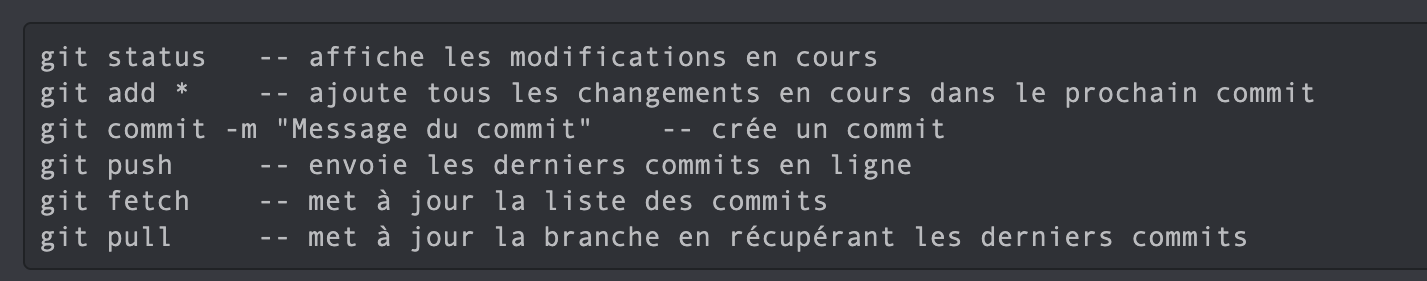 git status   -- affiche les modifications en cours
git add *    -- ajoute tous les changements en cours dans le prochain commit
git commit -m "Message du commit"    -- crée un commit
git push     -- envoie les derniers commits en ligne
git fetch    -- met à jour la liste des commits
git pull     -- met à jour la branche en récupérant les derniers commits